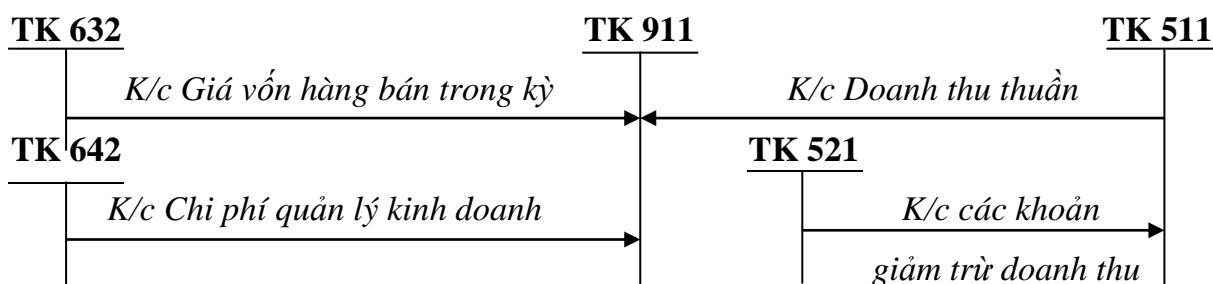 TK 632 TK 911 TK 511
K/c Giá vốn hàng bán trong kỳ K/c Doanh thu thuần
TK 642 TK 521
K/c Chi phí quản lý kinh doanh K/c các khoản
giảm trừ doanh thu